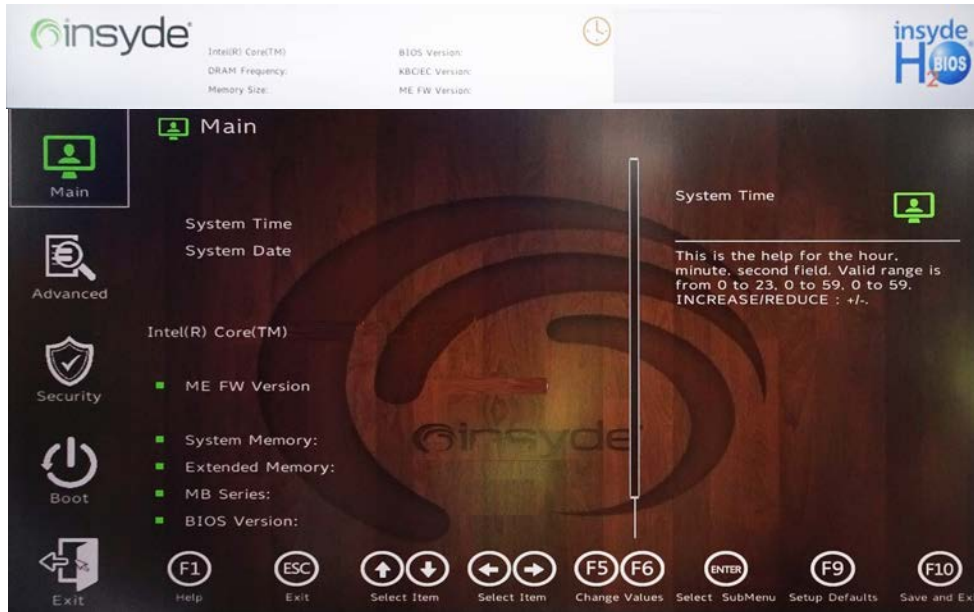 insyde
Intel(R) Core(TM)
DRAM Frequency:
Memory Size:
BIOS Version:
KBC/EC Version:
ME FW Version:
insyde
H2
BIOS
Main
Advanced
Security
Boot
Exit
Main
System Time
System Date
Intel(R) Core(TM)
ME FW Version
System Memory:
Extended Memory:
MB Series:
BIOS Version:
insyde
System Time
This is the help for the hour,
minute, second field. Valid range is
from 0 to 23, 0 to 59, 0 to 59.
INCREASE/REDUCE : +/-.
F1
Help
ESC
Exit
Select Item
Select Item
F5 F6
Change Values
ENTER
Select SubMenu
F9
Setup Defaults
F10
Save and Ex